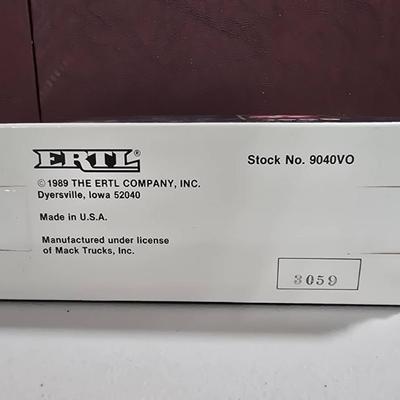 ERTL® Stock No. 9040VO
© 1989 THE ERTL COMPANY, INC.
Dyersville, Iowa 52040
Made in U.S.A.
Manufactured under license
of Mack Trucks, Inc.
3059